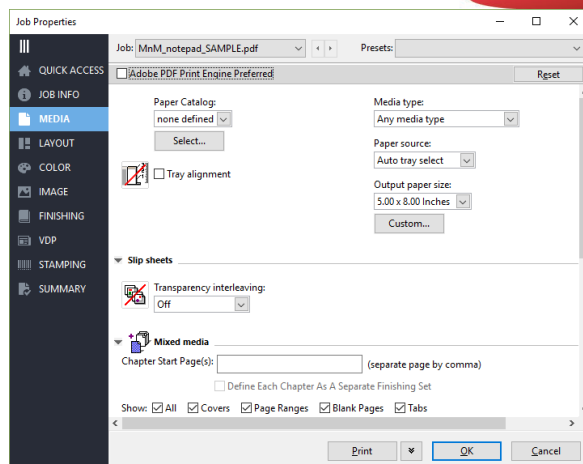 Job Properties
Job: MnM_notepad_SAMPLE.pdf Presets:
QUICK ACCESS
JOB INFO
MEDIA
LAYOUT
COLOR
IMAGE
FINISHING
VDP
STAMPING
SUMMARY
Adobe PDF Print Engine Preferred Reset
Paper Catalog:
none defined
Select...
Tray alignment
Media type:
Any media type
Paper source:
Auto tray select
Output paper size:
5.00 x 8.00 Inches
Custom...
Slip sheets
Transparency interleaving:
Off
Mixed media
Chapter Start Page(s): (separate page by comma)
Define Each Chapter As A Separate Finishing Set
Show: All Covers Page Ranges Blank Pages Tabs
Print OK Cancel